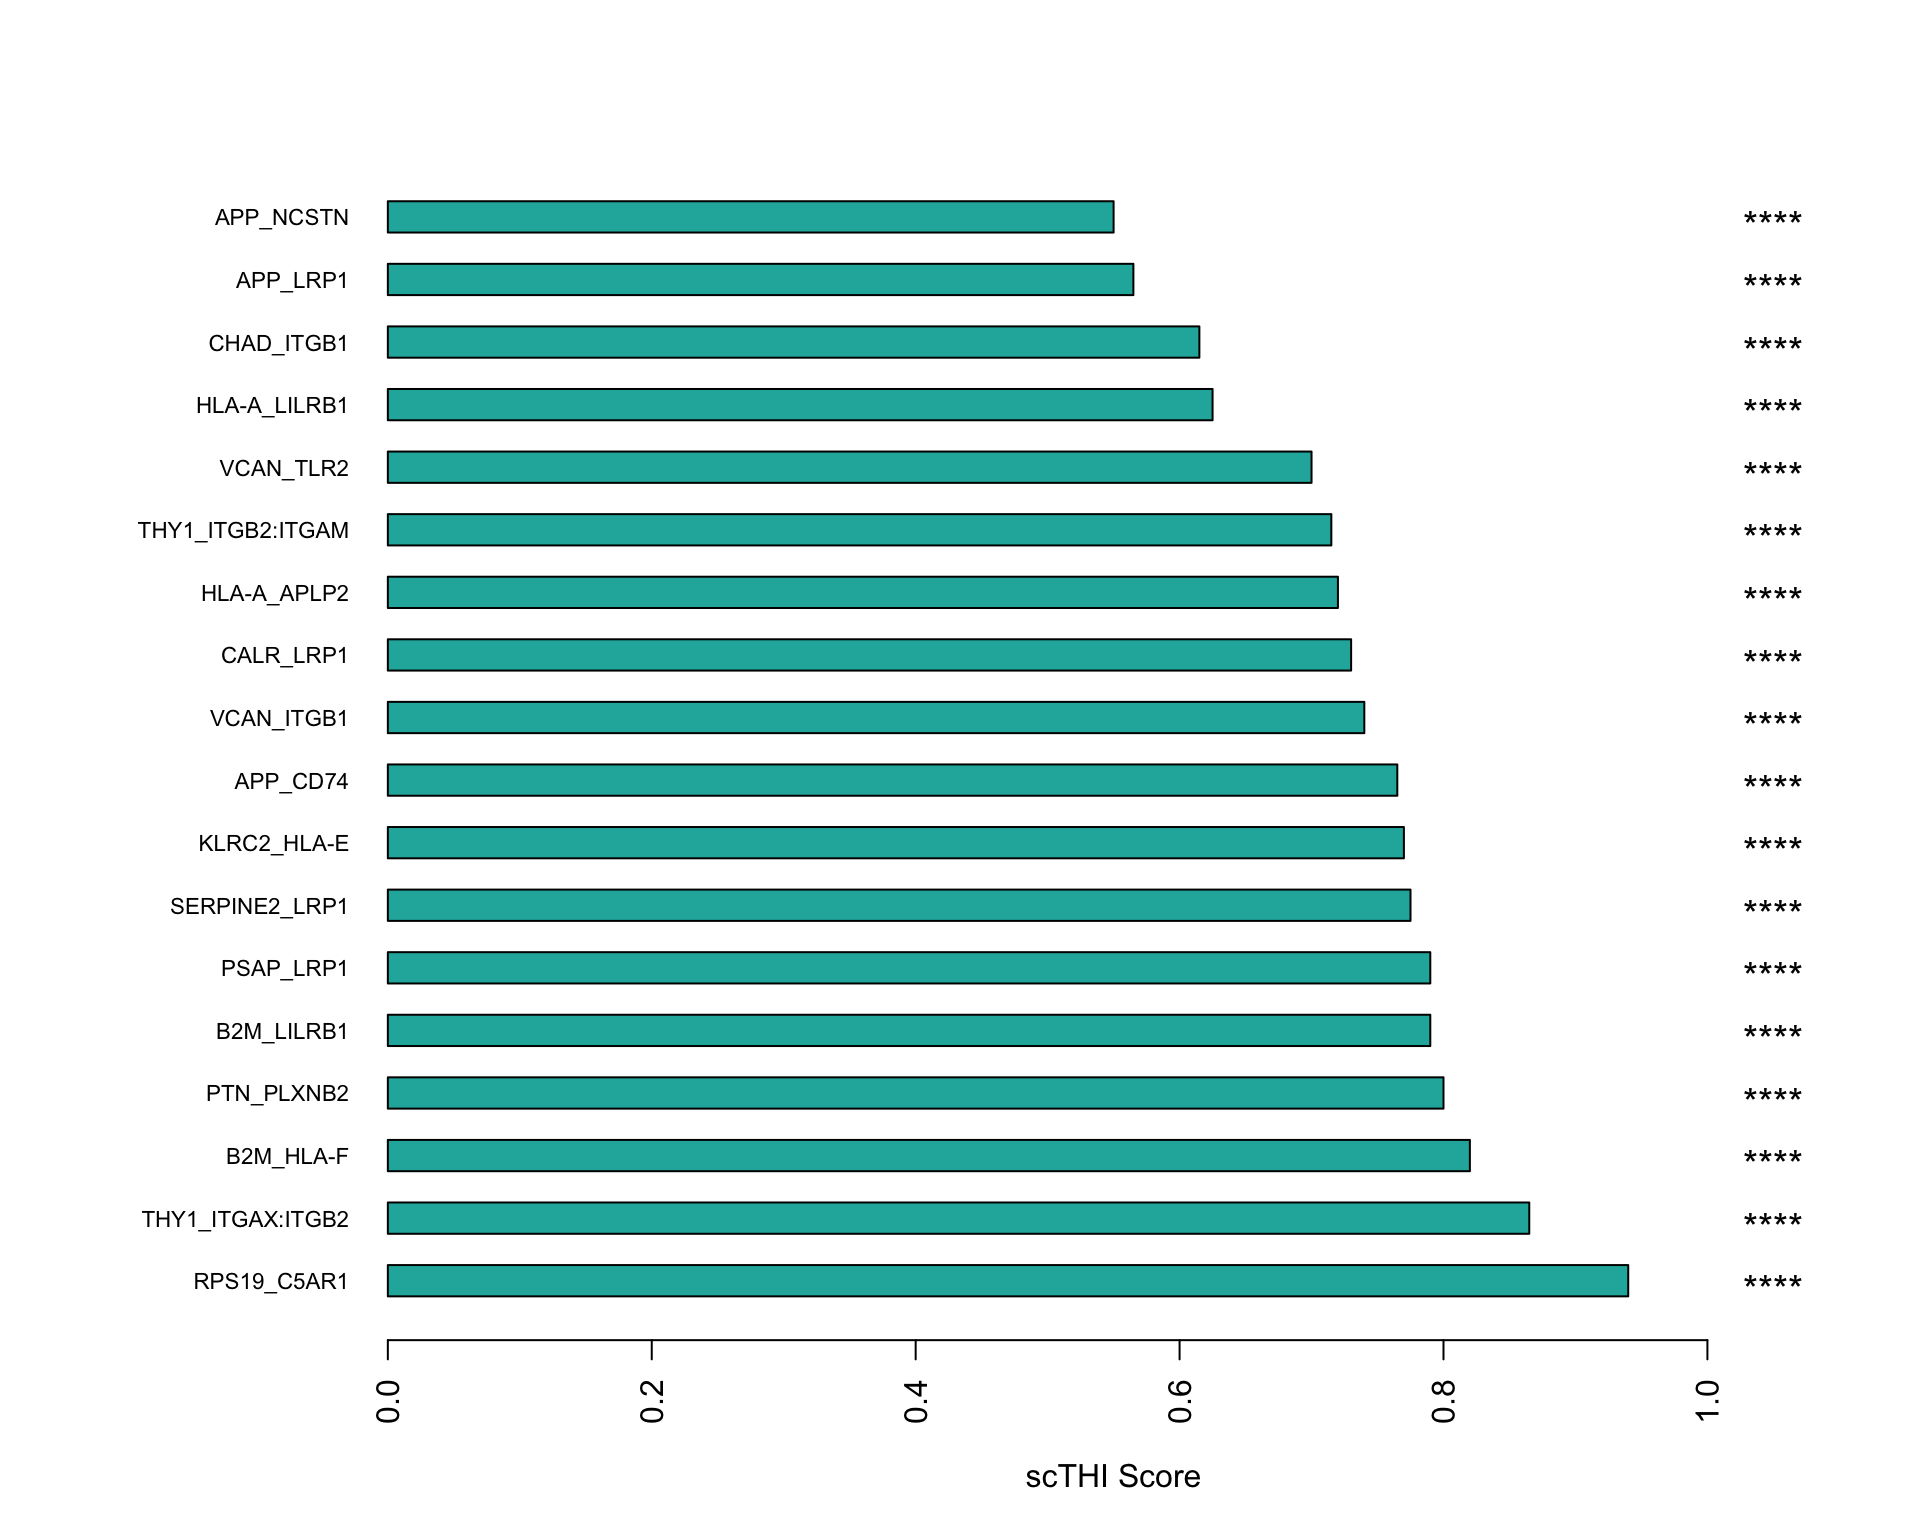 APP_NCSTN ****
APP_LRP1 ****
CHAD_ITGB1 ****
HLA-A_LILRB1 ****
VCAN_TLR2 ****
THY1_ITGB2:ITGAM ****
HLA-A_APLP2 ****
CALR_LRP1 ****
VCAN_ITGB1 ****
APP_CD74 ****
KLRC2_HLA-E ****
SERPINE2_LRP1 ****
PSAP_LRP1 ****
B2M_LILRB1 ****
PTN_PLXNB2 ****
B2M_HLA-F ****
THY1_ITGAX:ITGB2 ****
RPS19_C5AR1 ****
0.0 0.2 0.4 0.6 0.8 1.0
scTHI Score